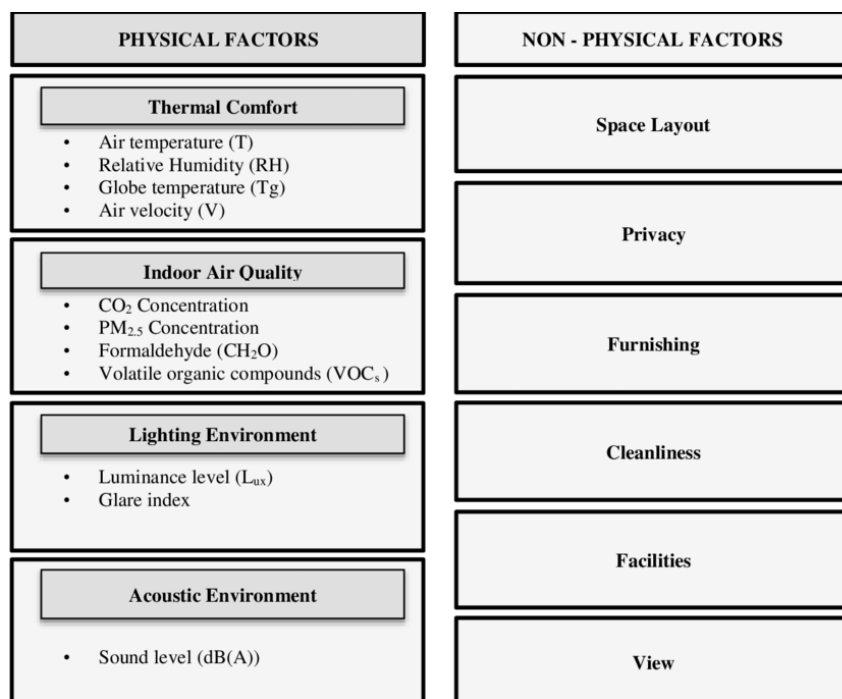 PHYSICAL FACTORS
Thermal Comfort
• Air temperature (T)
• Relative Humidity (RH)
• Globe temperature (Tg)
• Air velocity (V)
Indoor Air Quality
• CO₂ Concentration
• PM₂.₅ Concentration
• Formaldehyde (CH₂O)
• Volatile organic compounds (VOCₛ)
Lighting Environment
• Luminance level (Lᵤₓ)
• Glare index
Acoustic Environment
• Sound level (dB(A))
NON - PHYSICAL FACTORS
Space Layout
Privacy
Furnishing
Cleanliness
Facilities
View